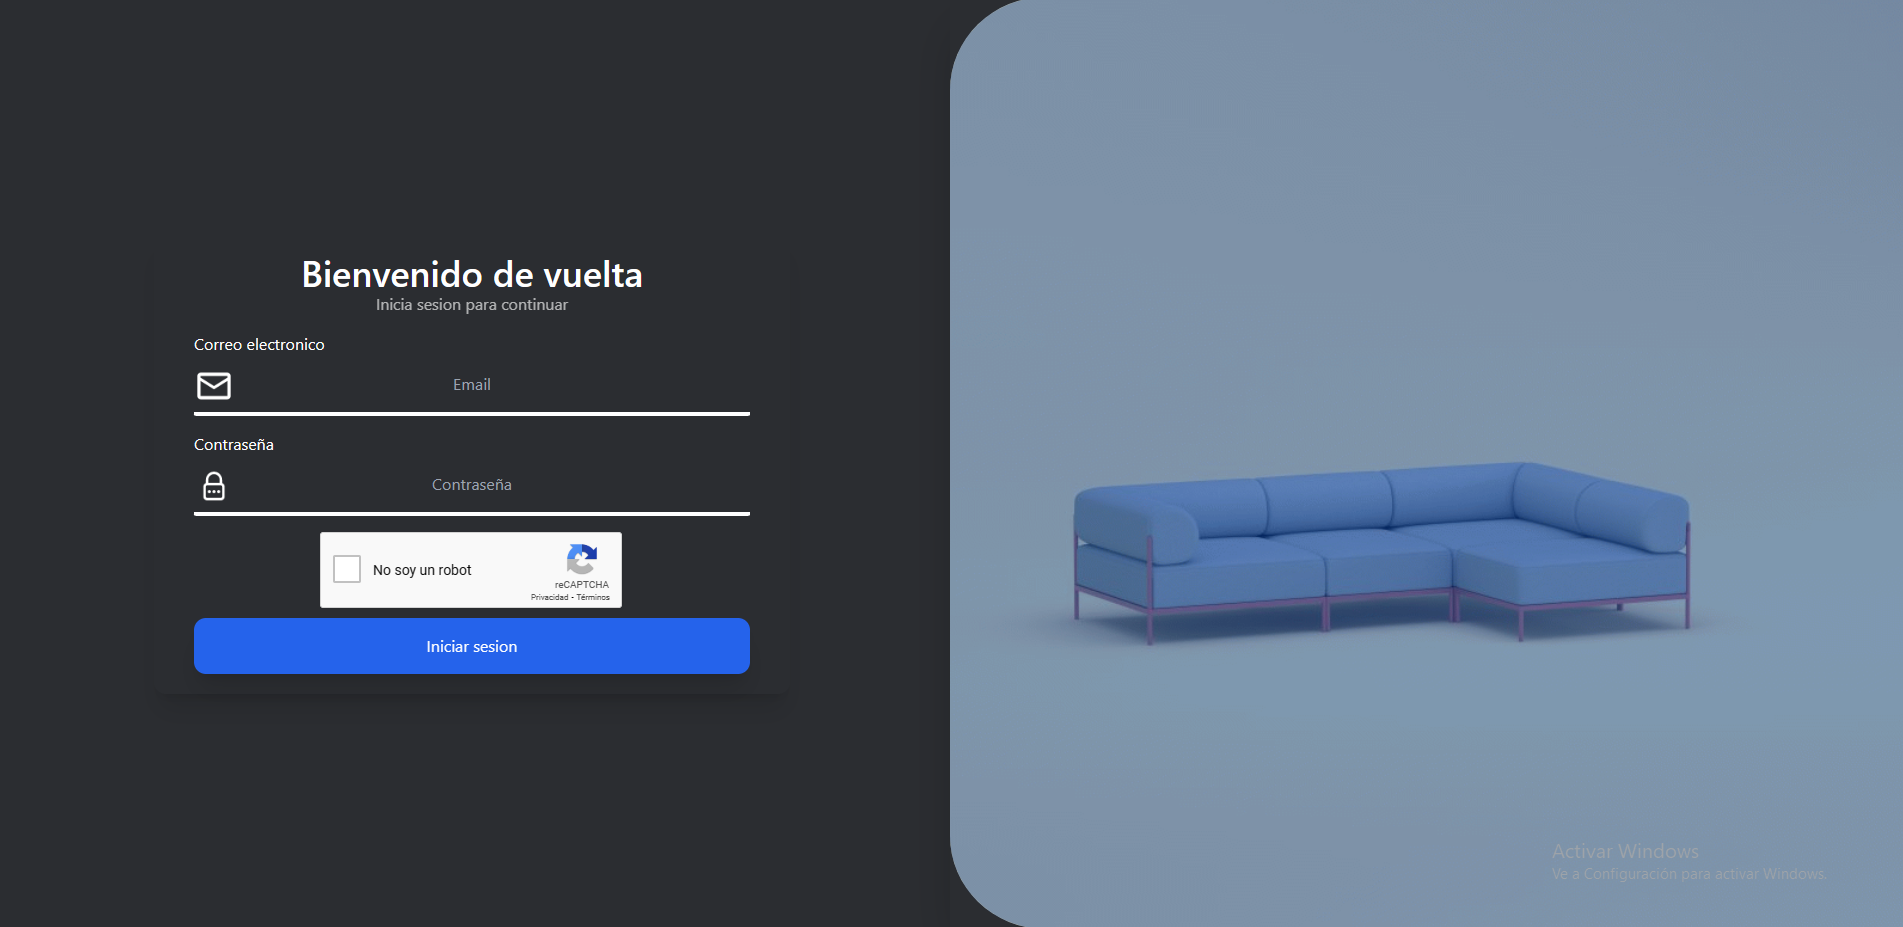 Bienvenido de vuelta
Inicia sesion para continuar
Correo electronico
Email
Contraseña
Contraseña
No soy un robot
reCAPTCHA
Privacidad - Términos
Iniciar sesion
Activar Windows
Ve a Configuración para activar Windows.